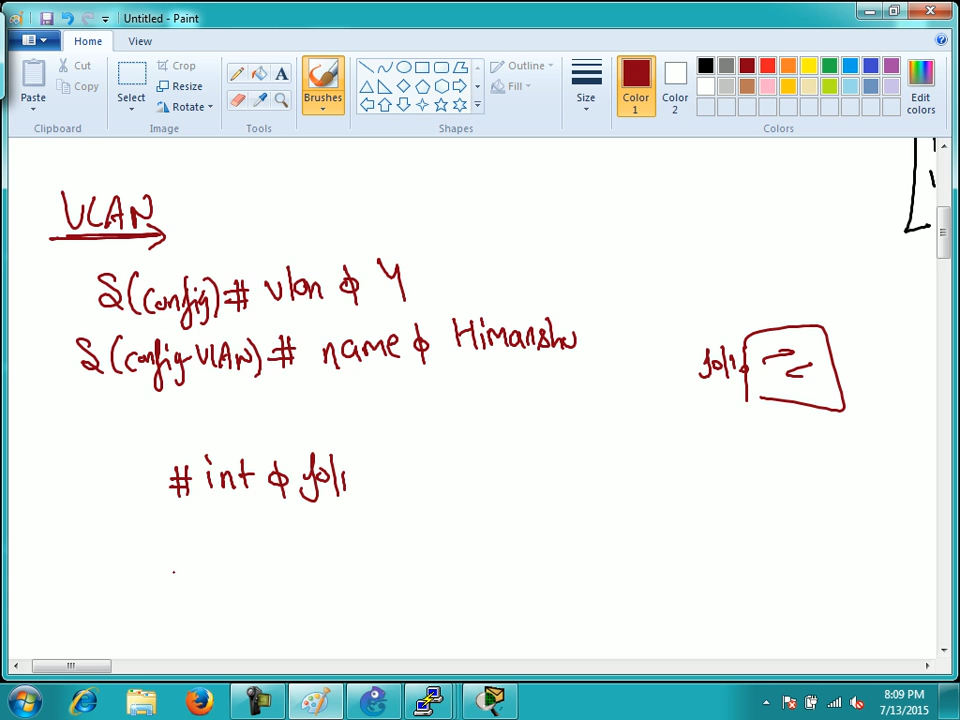 Untitled - Paint
Home View
Paste
Cut
Copy
Clipboard
Select
Crop
Resize
Rotate
Image
A
Tools
Brushes
Outline
Fill
Shapes
Size
Color 1
Color 2
Edit colors
Colors
VLAN
S(config)# vlan ϕ Y
S(config-VLAN)# name ϕ Himanshu
fo/1
# int ϕ fo/1
8:09 PM
7/13/2015